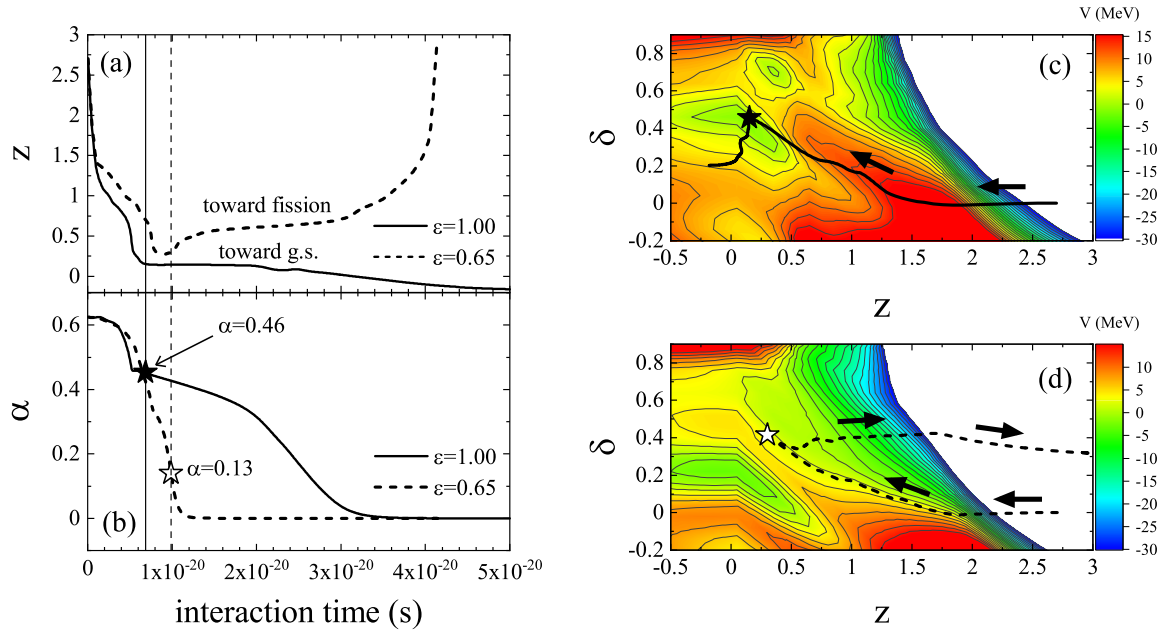 3
2.5
2
1.5
1
0.5
0
z
(a)
toward fission
toward g.s.
ε=1.00
ε=0.65
0.6
0.4
0.2
0
α
(b)
α=0.46
α=0.13
ε=1.00
ε=0.65
0 1x10⁻²⁰ 2x10⁻²⁰ 3x10⁻²⁰ 4x10⁻²⁰ 5x10⁻²⁰
interaction time (s)
V (MeV)
(c)
0.8
0.6
0.4
0.2
0
-0.2
δ
-0.5 0 0.5 1 1.5 2 2.5 3
z
15
10
5
0
-5
-10
-15
-20
-25
-30
V (MeV)
(d)
0.8
0.6
0.4
0.2
0
-0.2
δ
-0.5 0 0.5 1 1.5 2 2.5 3
z
10
5
0
-5
-10
-15
-20
-25
-30